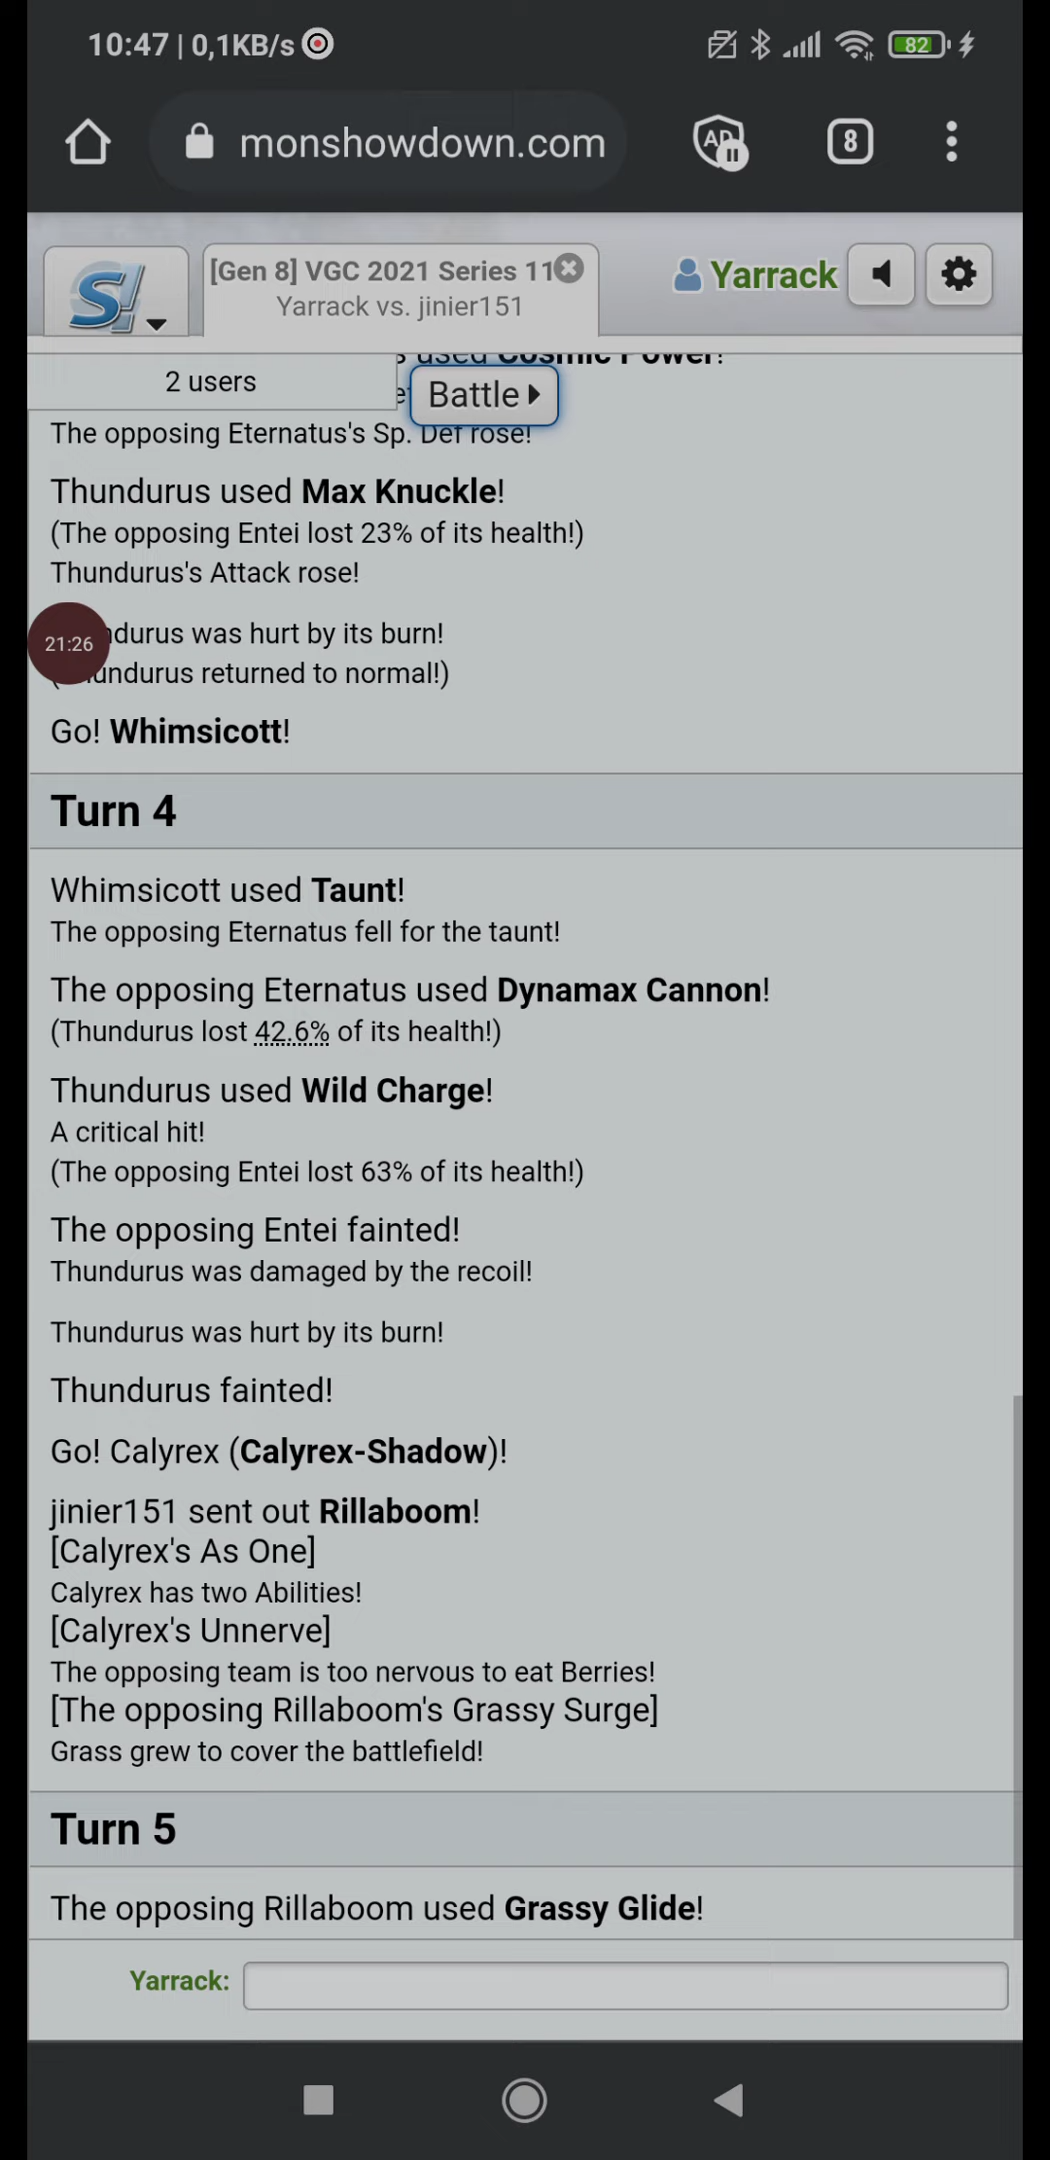 10:47 | 0,1KB/s
82
monshowdown.com
AD
8
[Gen 8] VGC 2021 Series 11
Yarrack vs. jinier151
Yarrack
s used Cosmic Power!
2 users
Battle
The opposing Eternatus's Sp. Def rose!
Thundurus used Max Knuckle!
(The opposing Entei lost 23% of its health!)
Thundurus's Attack rose!
21:26
ndurus was hurt by its burn!
undurus returned to normal!)
Go! Whimsicott!
Turn 4
Whimsicott used Taunt!
The opposing Eternatus fell for the taunt!
The opposing Eternatus used Dynamax Cannon!
(Thundurus lost 42.6% of its health!)
Thundurus used Wild Charge!
A critical hit!
(The opposing Entei lost 63% of its health!)
The opposing Entei fainted!
Thundurus was damaged by the recoil!
Thundurus was hurt by its burn!
Thundurus fainted!
Go! Calyrex (Calyrex-Shadow)!
jinier151 sent out Rillaboom!
[Calyrex's As One]
Calyrex has two Abilities!
[Calyrex's Unnerve]
The opposing team is too nervous to eat Berries!
[The opposing Rillaboom's Grassy Surge]
Grass grew to cover the battlefield!
Turn 5
The opposing Rillaboom used Grassy Glide!
Yarrack: